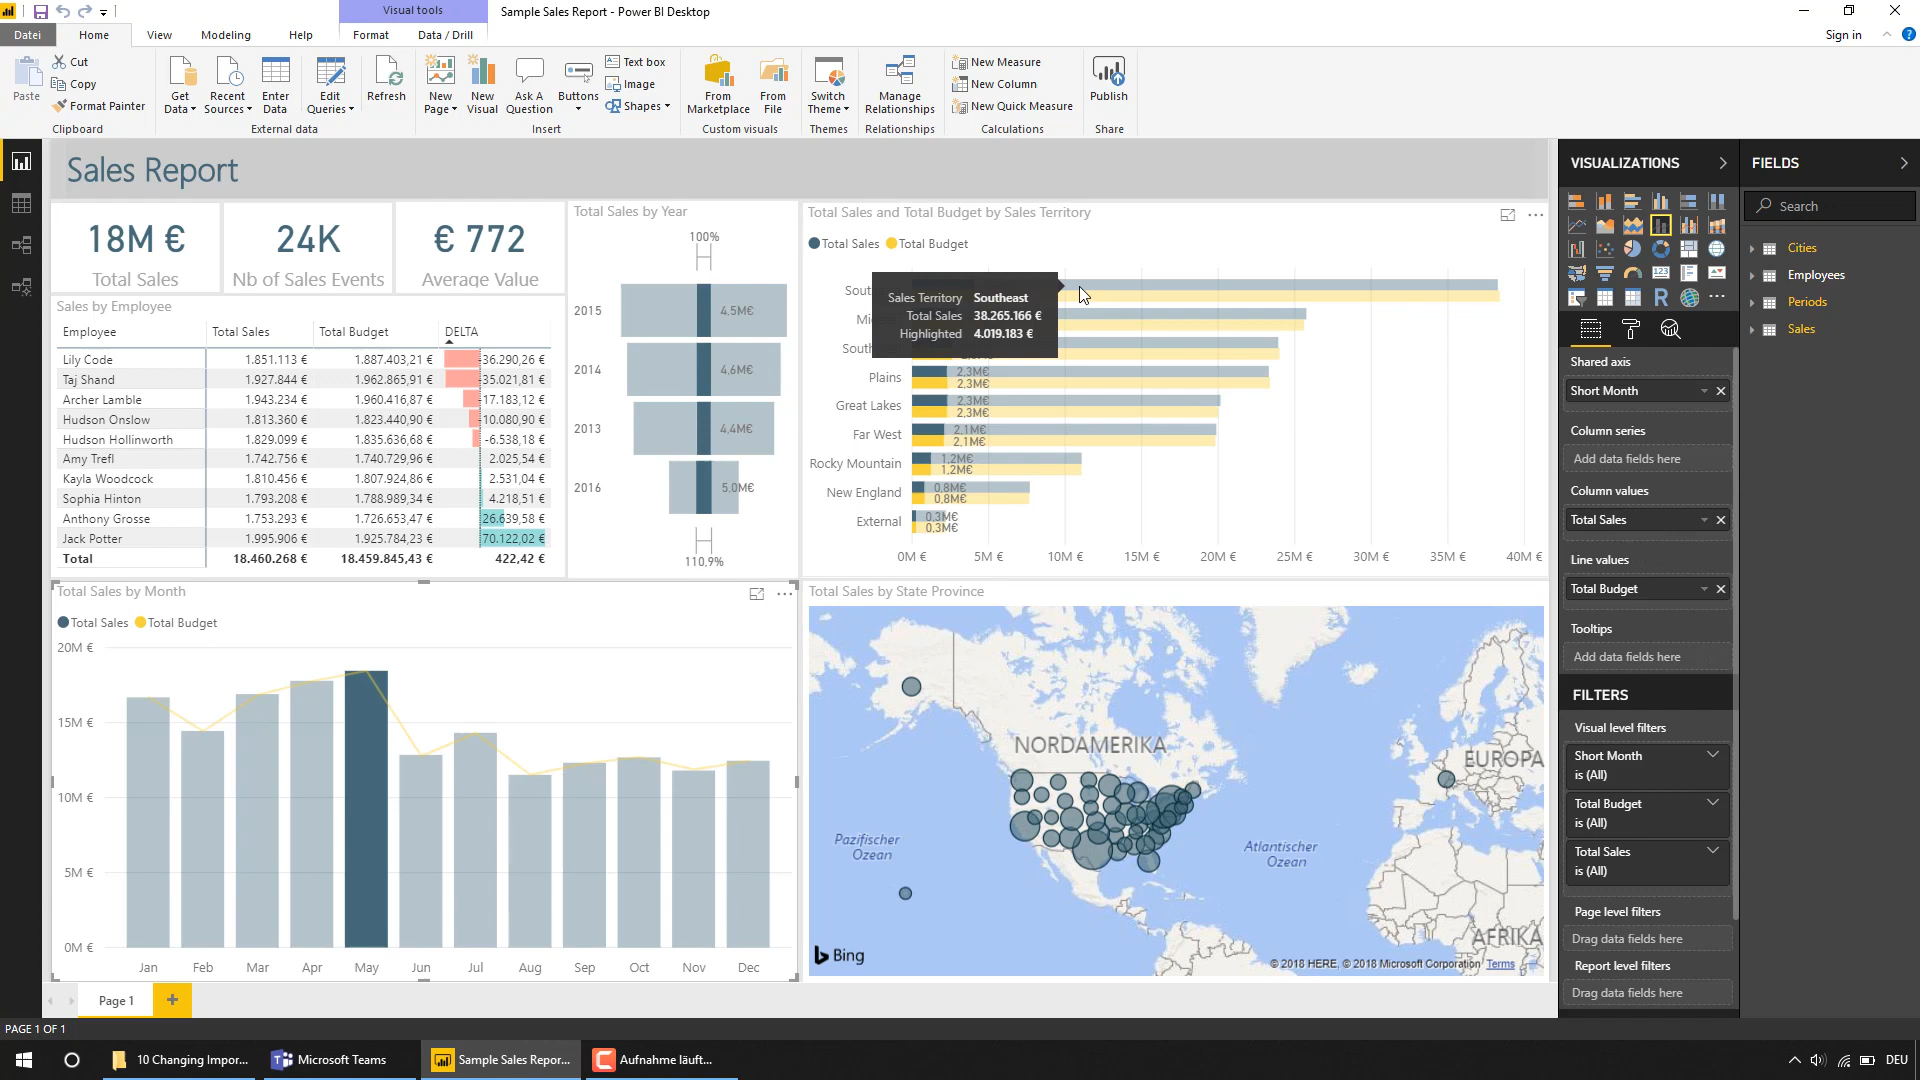 Visual tools
Sample Sales Report - Power BI Desktop
Datei
Home
View
Modeling
Help
Format
Data / Drill
Sign in
Paste
Cut
Copy
Format Painter
Clipboard
Get Data
Recent Sources
Enter Data
Edit Queries
External data
Refresh
New Page
New Visual
Ask A Question
Buttons
Text box
Image
Shapes
Insert
From Marketplace
From File
Custom visuals
Switch Theme
Themes
Manage Relationships
Relationships
New Measure
New Column
New Quick Measure
Calculations
Publish
Share
Sales Report
18M €
Total Sales
24K
Nb of Sales Events
€ 772
Average Value
Sales by Employee
Employee Total Sales Total Budget DELTA
Lily Code 1.851.113 € 1.887.403,21 € -36.290,26 €
Taj Shand 1.927.844 € 1.962.865,91 € -35.021,81 €
Archer Lamble 1.943.234 € 1.960.416,87 € -17.183,12 €
Hudson Onslow 1.813.360 € 1.823.440,90 € -10.080,90 €
Hudson Hollinworth 1.829.099 € 1.835.636,68 € -6.538,18 €
Amy Trefl 1.742.756 € 1.740.729,96 € 2.025,54 €
Kayla Woodcock 1.810.456 € 1.807.924,86 € 2.531,04 €
Sophia Hinton 1.793.208 € 1.788.989,34 € 4.218,51 €
Anthony Grosse 1.753.293 € 1.726.653,47 € 26.639,58 €
Jack Potter 1.995.906 € 1.925.784,23 € 70.122,02 €
Total 18.460.268 € 18.459.845,43 € 422,42 €
Total Sales by Year
100%
2015 4,5M€
2014 4,6M€
2013 4,4M€
2016 5,0M€
110,9%
Total Sales and Total Budget by Sales Territory
Total Sales Total Budget
Sales Territory Southeast
Total Sales 38.265.166 €
Highlighted 4.019.183 €
Plains 2,3M€ 2,3M€
Great Lakes 2,3M€ 2,3M€
Far West 2,1M€ 2,1M€
Rocky Mountain 1,2M€ 1,2M€
New England 0,8M€ 0,8M€
External 0,3M€ 0,3M€
0M € 5M € 10M € 15M € 20M € 25M € 30M € 35M € 40M €
Total Sales by Month
Total Sales Total Budget
20M €
15M €
10M €
5M €
0M €
Jan Feb Mar Apr May Jun Jul Aug Sep Oct Nov Dec
Total Sales by State Province
NORDAMERIKA
EUROPA
Pazifischer Ozean
Atlantischer Ozean
AFRIKA
Bing
© 2018 HERE, © 2018 Microsoft Corporation Terms
VISUALIZATIONS
R
123
Shared axis
Short Month
Column series
Add data fields here
Column values
Total Sales
Line values
Total Budget
Tooltips
Add data fields here
FILTERS
Visual level filters
Short Month
is (All)
Total Budget
is (All)
Total Sales
is (All)
Page level filters
Drag data fields here
Report level filters
Drag data fields here
FIELDS
Search
Cities
Employees
Periods
Sales
Page 1
PAGE 1 OF 1
10 Changing Impor...
Microsoft Teams
Sample Sales Repor...
Aufnahme läuft...
DEU